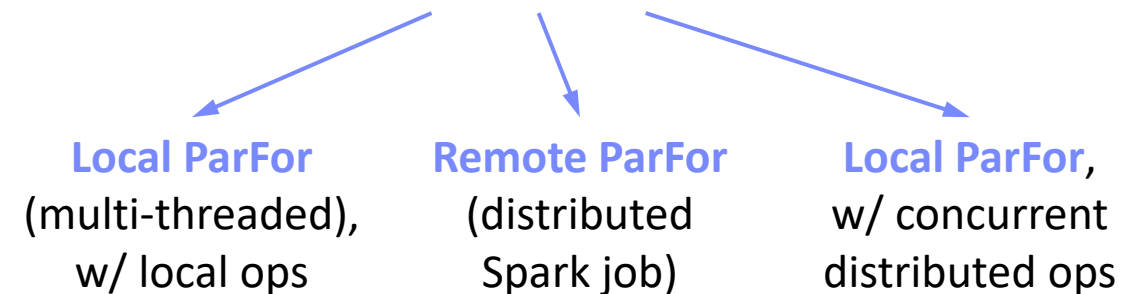 Local ParFor
(multi-threaded),
w/ local ops
Remote ParFor
(distributed
Spark job)
Local ParFor,
w/ concurrent
distributed ops